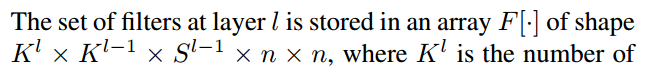 The set of filters at layer l is stored in an array F[·] of shape
K^l × K^{l−1} × S^{l−1} × n × n, where K^l is the number of